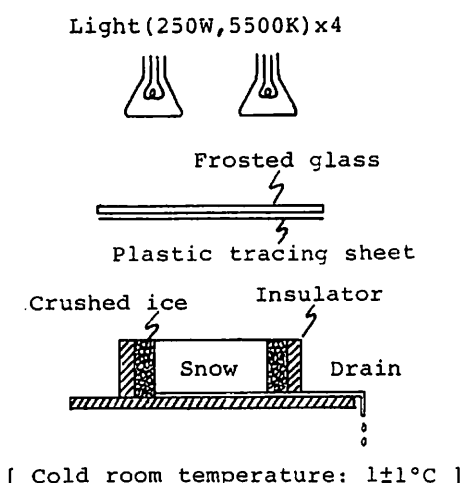 Light(250W,5500K)x4
Frosted glass
Plastic tracing sheet
Crushed ice
Insulator
Snow
Drain
[ Cold room temperature: 1±1°C ]